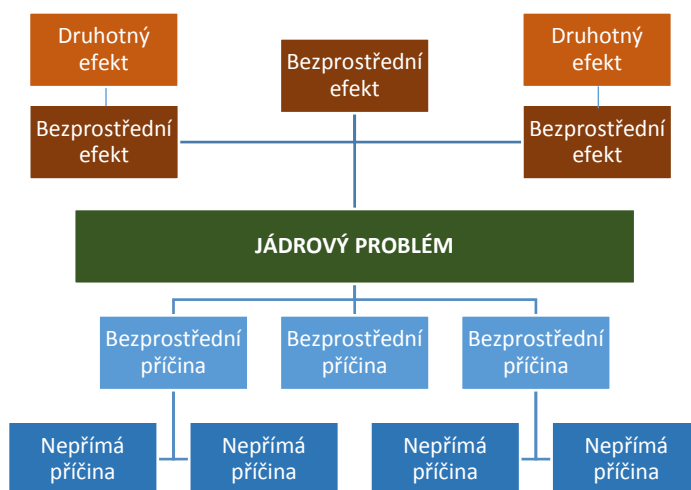 Druhotný
efekt
Bezprostřední
efekt
Druhotný
efekt
Bezprostřední
efekt
Bezprostřední
efekt
JÁDROVÝ PROBLÉM
Bezprostřední
příčina
Bezprostřední
příčina
Bezprostřední
příčina
Nepřímá
příčina
Nepřímá
příčina
Nepřímá
příčina
Nepřímá
příčina